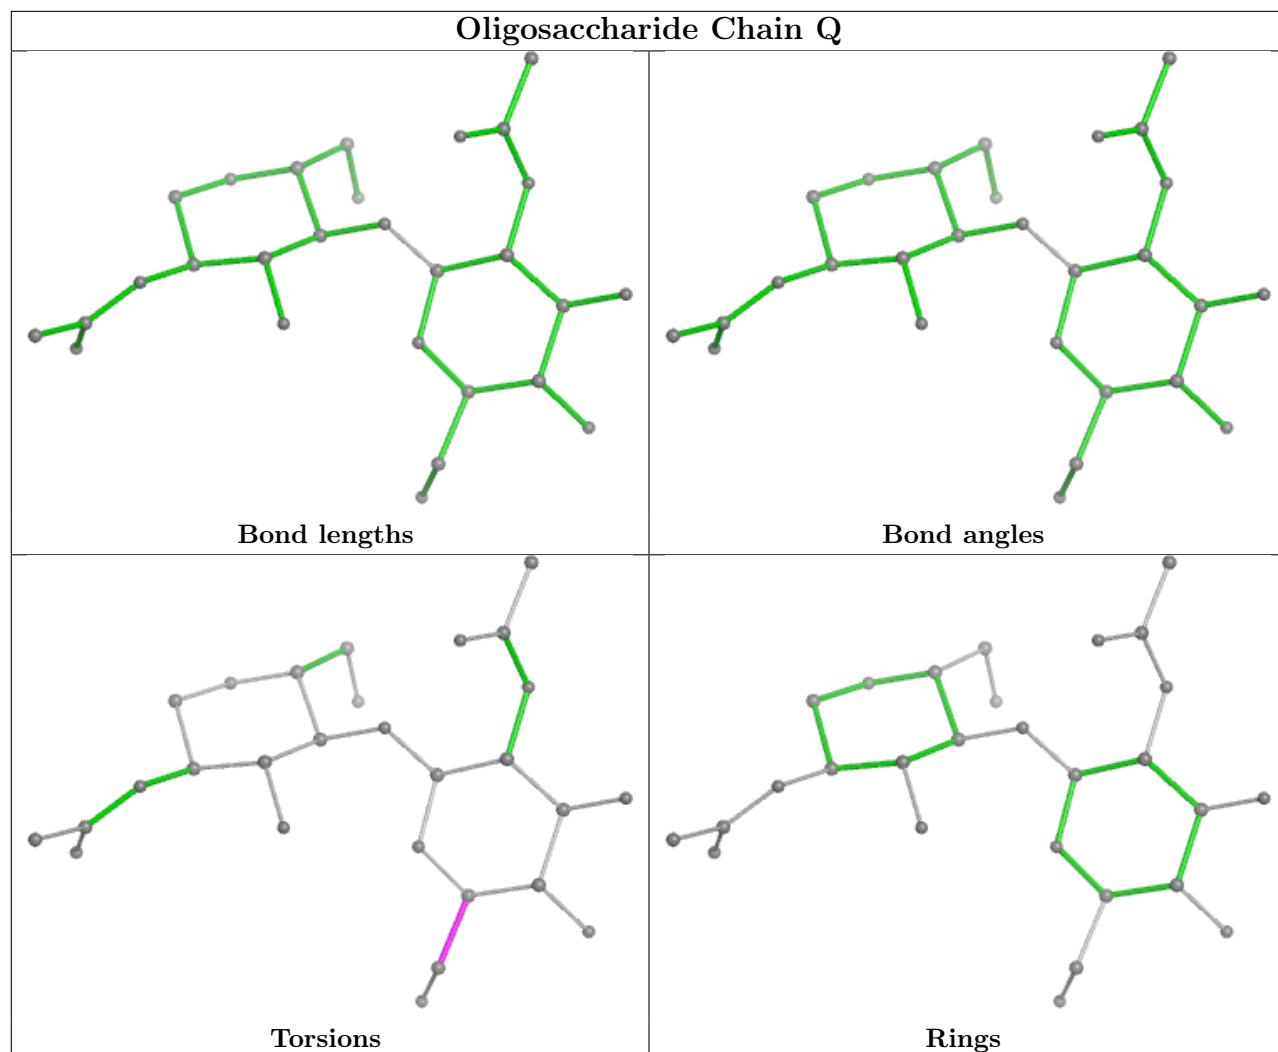 Oligosaccharide Chain Q
Bond lengths
Bond angles
Torsions
Rings